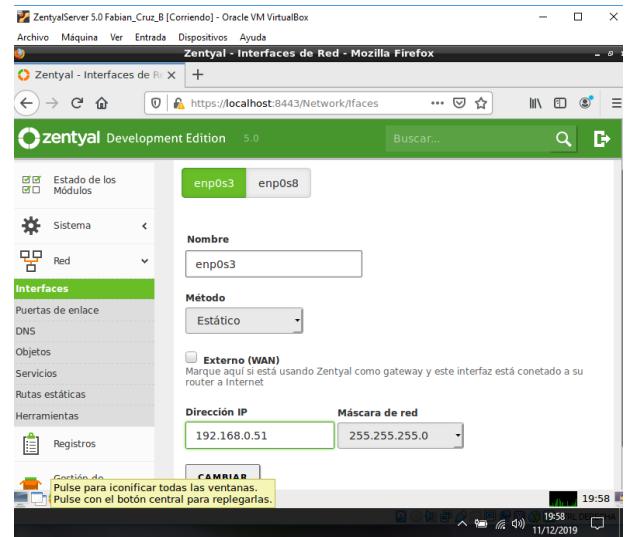 ZentyalServer 5.0 Fabian_Cruz_B [Corriendo] - Oracle VM VirtualBox
Archivo Máquina Ver Entrada Dispositivos Ayuda
Zentyal - Interfaces de Red - Mozilla Firefox
Zentyal - Interfaces de Re
https://localhost:8443/Network/Ifaces
zentyal Development Edition 5.0
Buscar...
Estado de los
Módulos
Sistema
Red
Interfaces
Puertas de enlace
DNS
Objetos
Servicios
Rutas estáticas
Herramientas
Registros
enp0s3 enp0s8
Nombre
enp0s3
Método
Estático
Externo (WAN)
Marque aquí si está usando Zentyal como gateway y este interfaz está conetado a su
router a Internet
Dirección IP Máscara de red
192.168.0.51 255.255.255.0
CAMBIAR
Gestión de
Pulse para iconificar todas las ventanas.
Pulse con el botón central para replegarlas.
19:58
19:58
11/12/2019